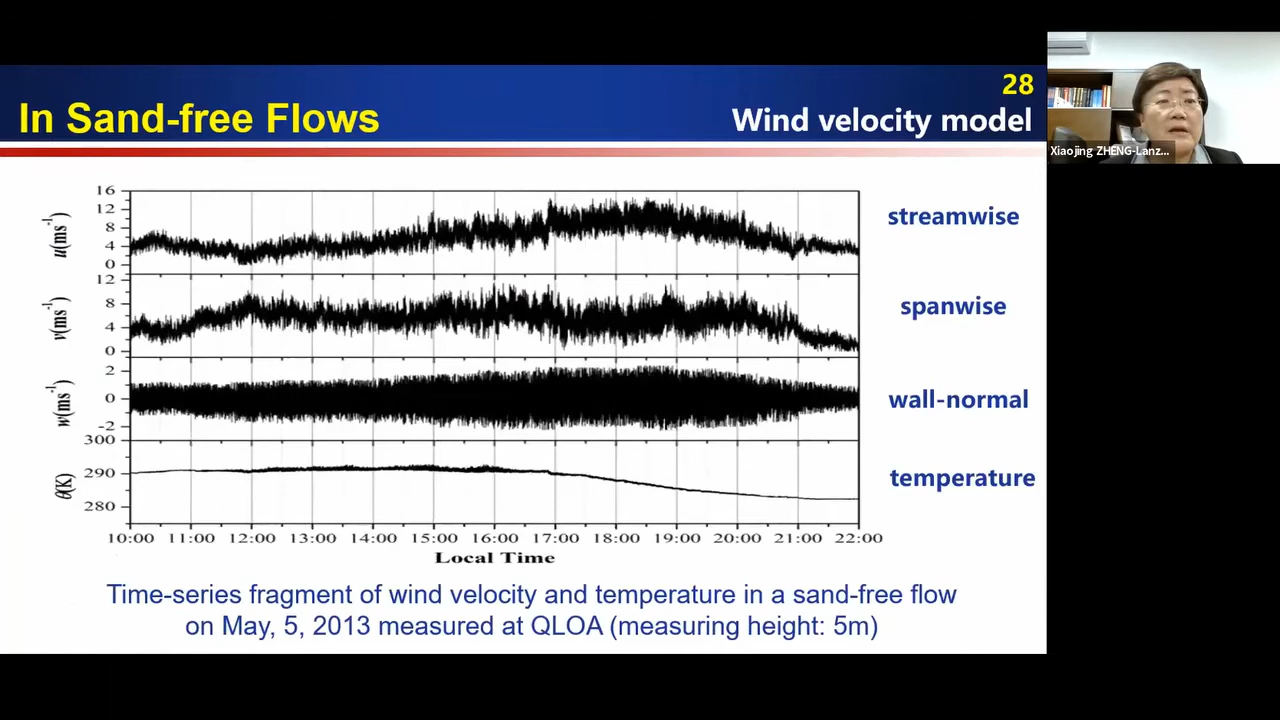 28
In Sand-free Flows
Wind velocity model
Xiaojing ZHENG-Lanz...
16
12
8
4
0
u(ms⁻¹)
streamwise
12
8
4
0
v(ms⁻¹)
spanwise
2
0
-2
w(ms⁻¹)
wall-normal
300
290
280
θ(K)
temperature
10:00 11:00 12:00 13:00 14:00 15:00 16:00 17:00 18:00 19:00 20:00 21:00 22:00
Local Time
Time-series fragment of wind velocity and temperature in a sand-free flow
on May, 5, 2013 measured at QLOA (measuring height: 5m)